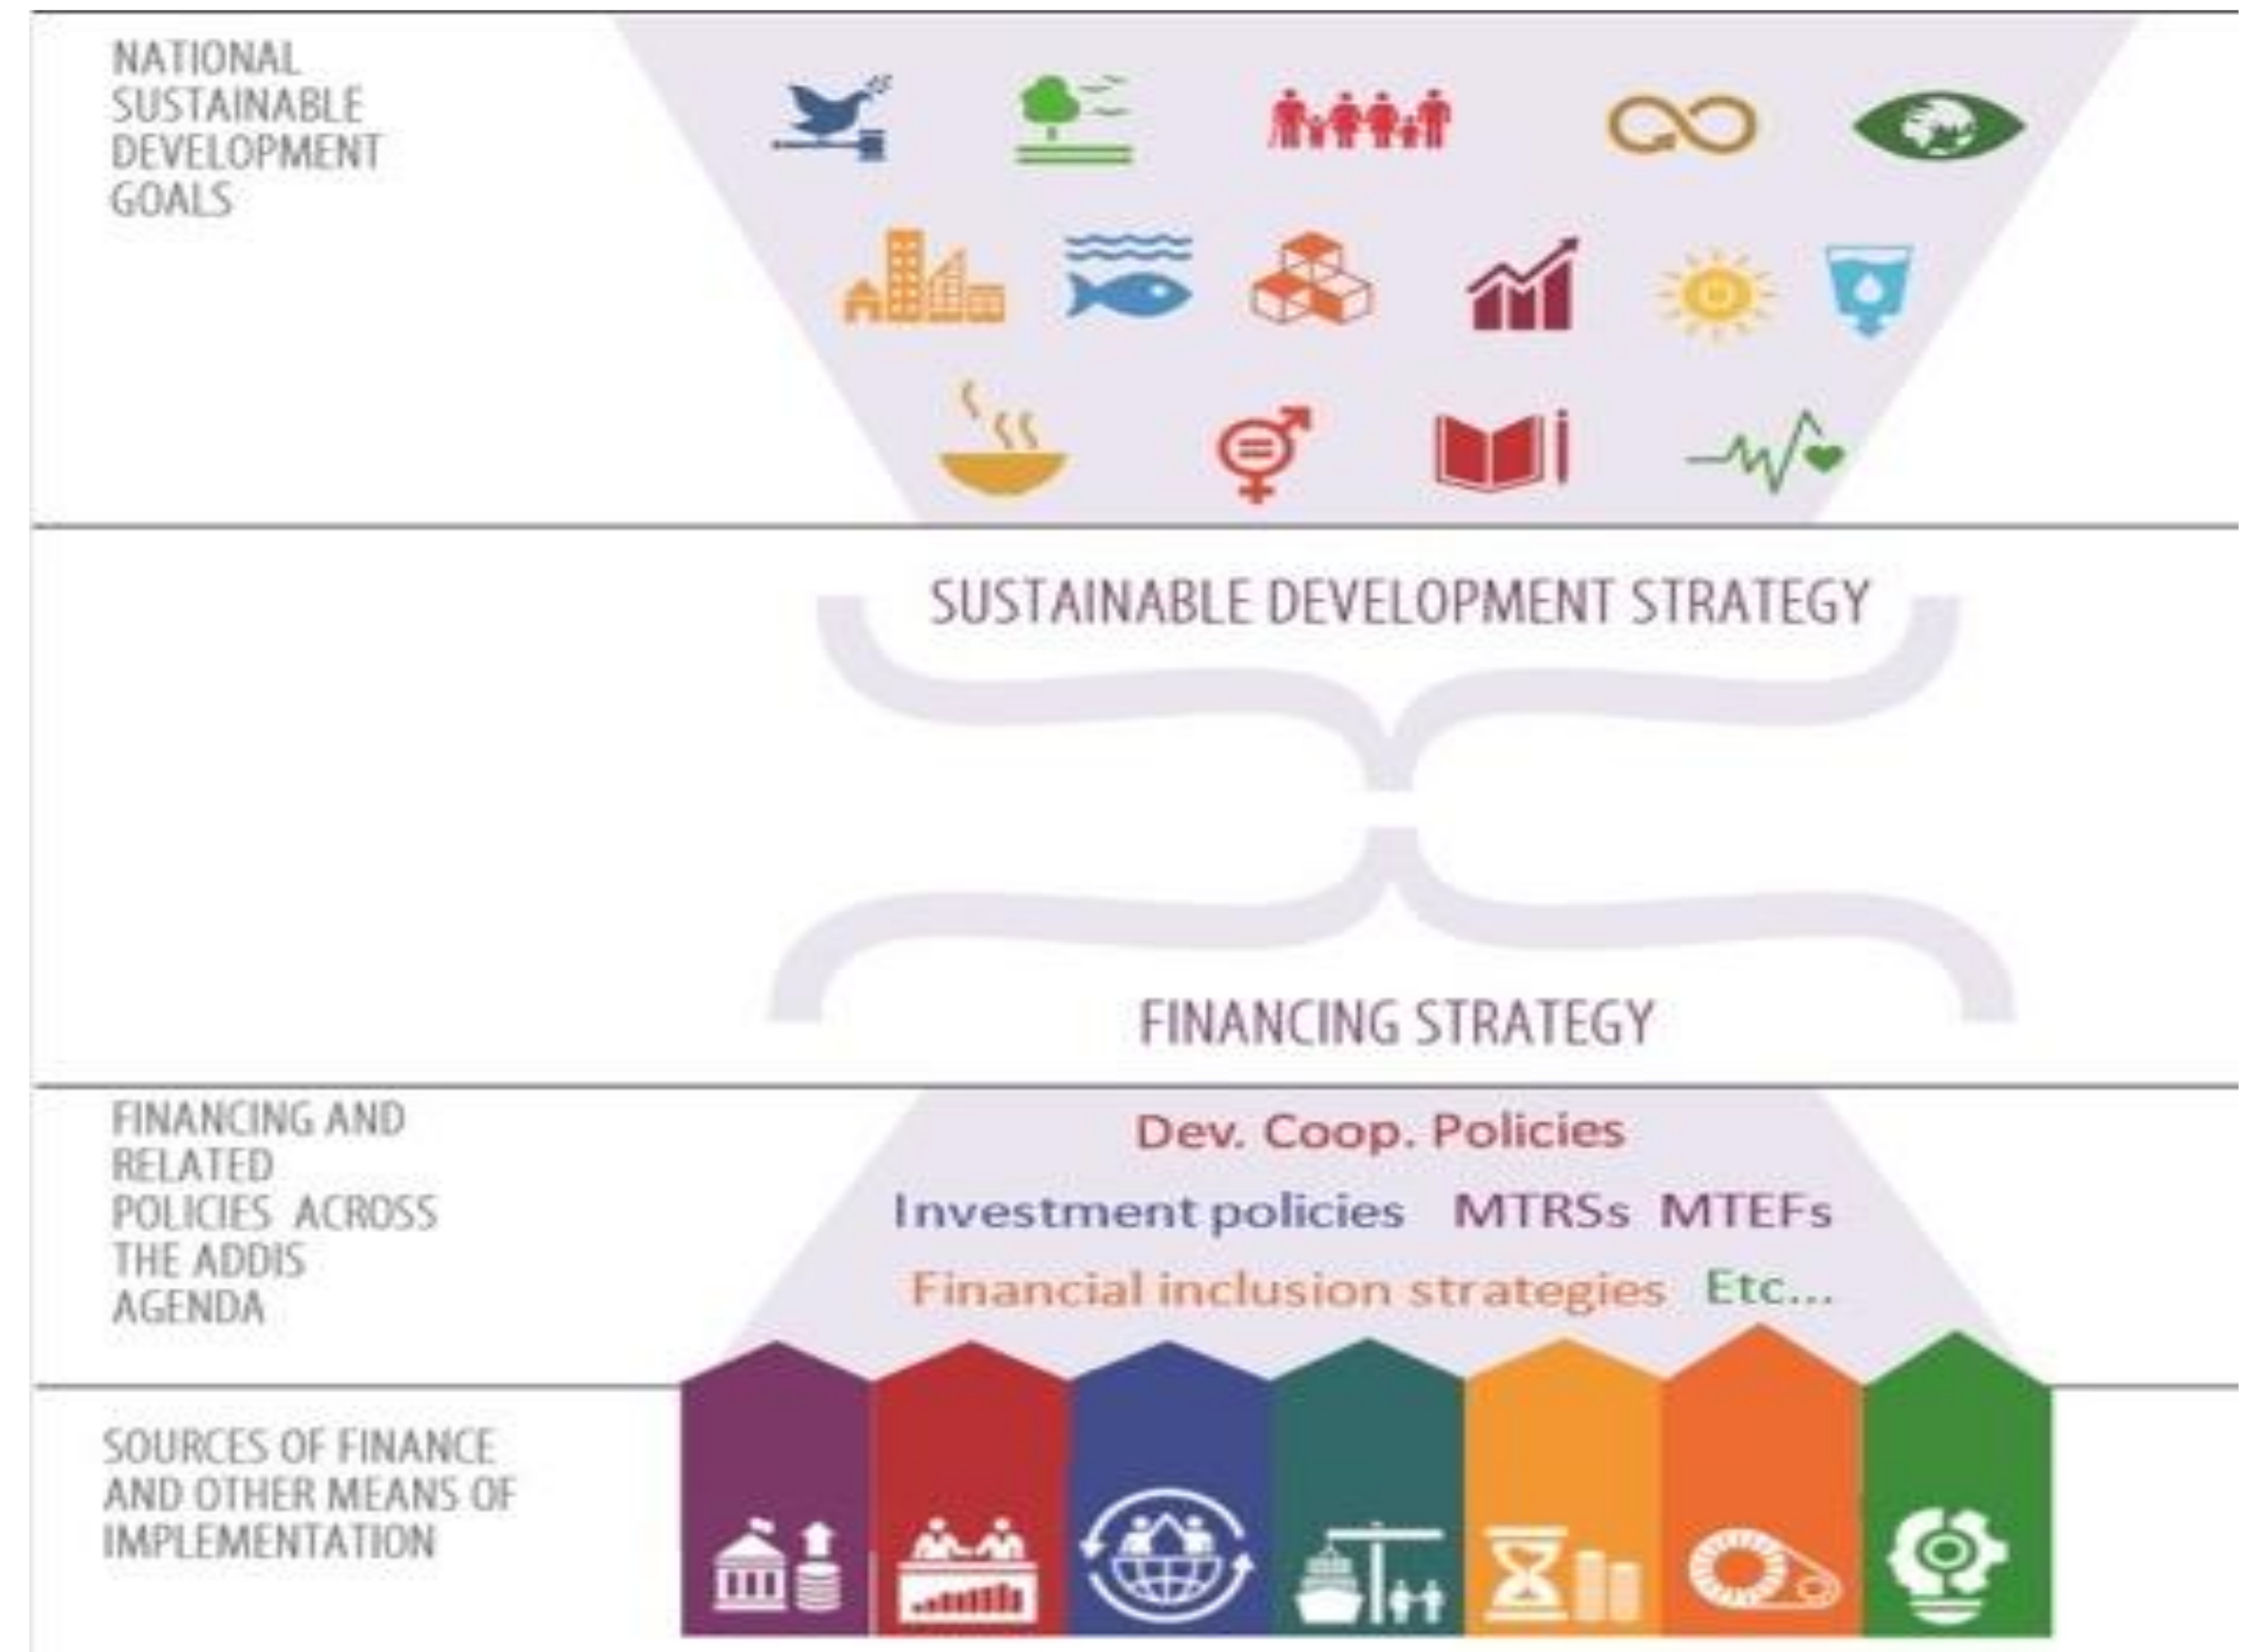 NATIONAL
SUSTAINABLE
DEVELOPMENT
GOALS
SUSTAINABLE DEVELOPMENT STRATEGY
FINANCING STRATEGY
FINANCING AND
RELATED
POLICIES ACROSS
THE ADDIS
AGENDA
Dev. Coop. Policies
Investment policies MTRSs MTEFs
Financial inclusion strategies Etc...
SOURCES OF FINANCE
AND OTHER MEANS OF
IMPLEMENTATION